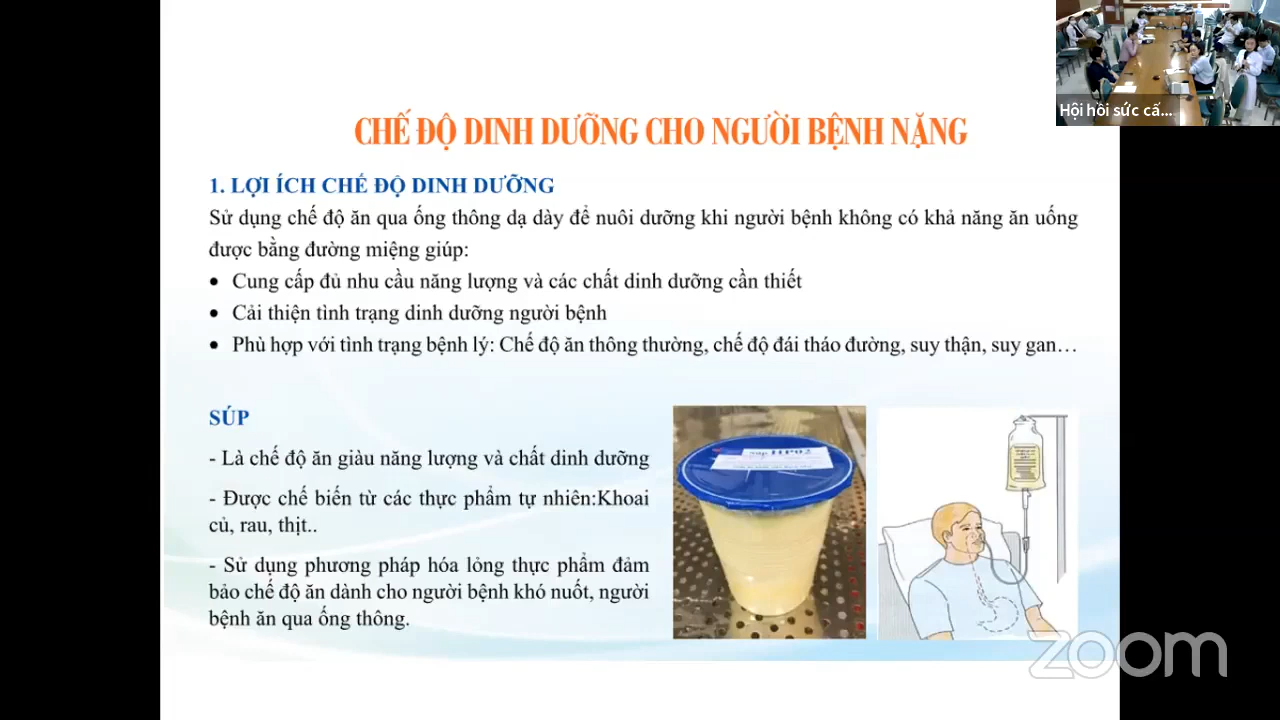 Hội hồi sức cấ...
CHẾ ĐỘ DINH DƯỠNG CHO NGƯỜI BỆNH NẶNG
1. LỢI ÍCH CHẾ ĐỘ DINH DƯỠNG
Sử dụng chế độ ăn qua ống thông dạ dày để nuôi dưỡng khi người bệnh không có khả năng ăn uống
được bằng đường miệng giúp:
• Cung cấp đủ nhu cầu năng lượng và các chất dinh dưỡng cần thiết
• Cải thiện tình trạng dinh dưỡng người bệnh
• Phù hợp với tình trạng bệnh lý: Chế độ ăn thông thường, chế độ đái tháo đường, suy thận, suy gan…
SÚP
- Là chế độ ăn giàu năng lượng và chất dinh dưỡng
- Được chế biến từ các thực phẩm tự nhiên:Khoai
củ, rau, thịt..
- Sử dụng phương pháp hóa lỏng thực phẩm đảm
bảo chế độ ăn dành cho người bệnh khó nuốt, người
bệnh ăn qua ống thông.
HP02
zoom